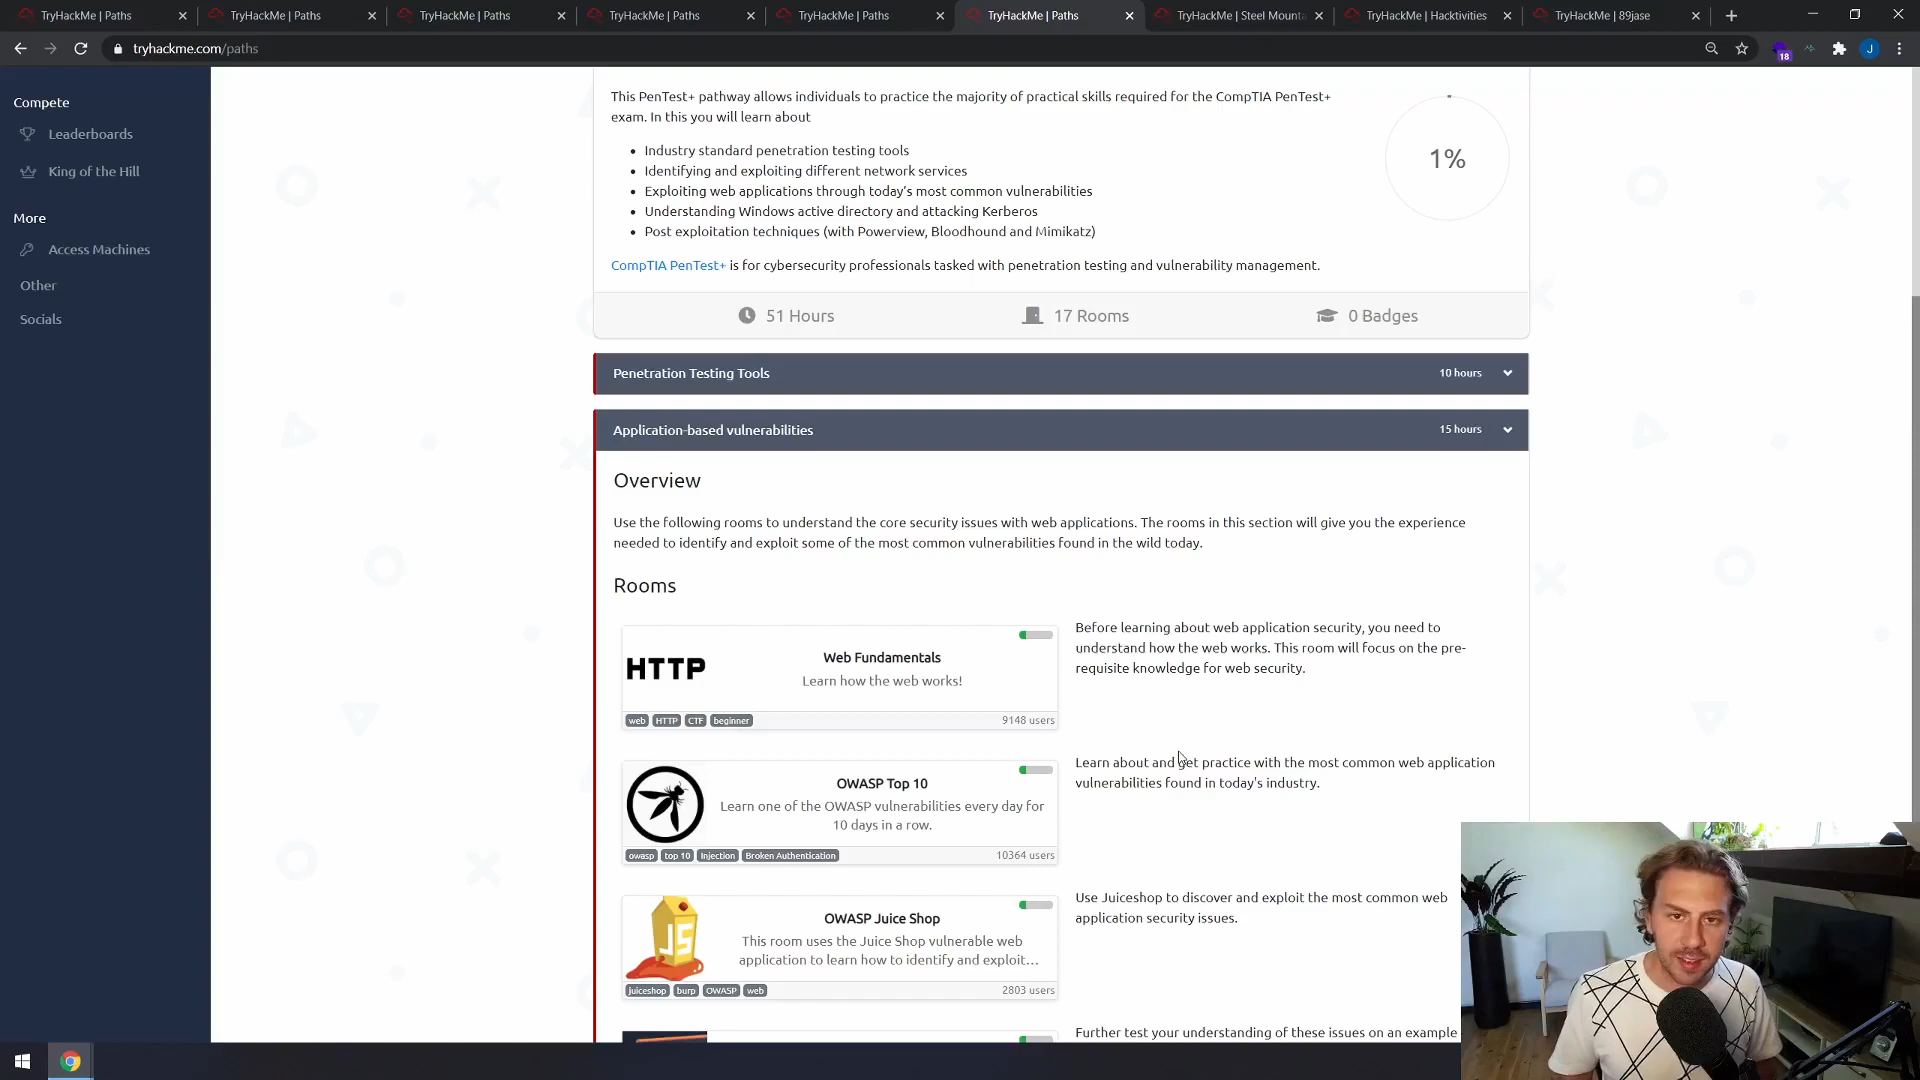 TryHackMe | Paths
TryHackMe | Paths
TryHackMe | Paths
TryHackMe | Paths
TryHackMe | Paths
TryHackMe | Paths
TryHackMe | Steel Mounta
TryHackMe | Hacktivities
TryHackMe | 89jase
tryhackme.com/paths
18
J
Compete
Leaderboards
King of the Hill
More
Access Machines
Other
Socials
This PenTest+ pathway allows individuals to practice the majority of practical skills required for the CompTIA PenTest+
exam. In this you will learn about
• Industry standard penetration testing tools
• Identifying and exploiting different network services
• Exploiting web applications through today's most common vulnerabilities
• Understanding Windows active directory and attacking Kerberos
• Post exploitation techniques (with Powerview, Bloodhound and Mimikatz)
1%
CompTIA PenTest+ is for cybersecurity professionals tasked with penetration testing and vulnerability management.
51 Hours
17 Rooms
0 Badges
Penetration Testing Tools
10 hours
Application-based vulnerabilities
15 hours
Overview
Use the following rooms to understand the core security issues with web applications. The rooms in this section will give you the experience
needed to identify and exploit some of the most common vulnerabilities found in the wild today.
Rooms
HTTP
Web Fundamentals
Learn how the web works!
web HTTP CTF beginner
9148 users
Before learning about web application security, you need to
understand how the web works. This room will focus on the pre-
requisite knowledge for web security.
OWASP Top 10
Learn one of the OWASP vulnerabilities every day for
10 days in a row.
owasp top 10 Injection Broken Authentication
10364 users
Learn about and get practice with the most common web application
vulnerabilities found in today's industry.
JS
OWASP Juice Shop
This room uses the Juice Shop vulnerable web
application to learn how to identify and exploit...
juiceshop burp OWASP web
2803 users
Use Juiceshop to discover and exploit the most common web
application security issues.
Further test your understanding of these issues on an example